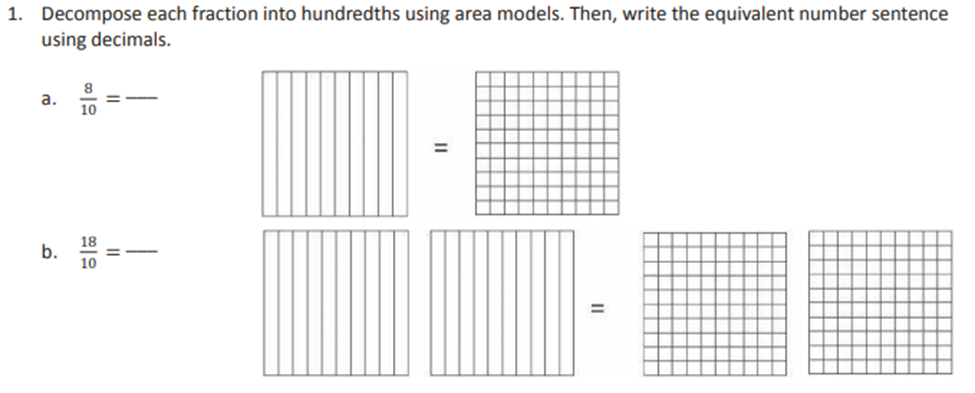 1. Decompose each fraction into hundredths using area models. Then, write the equivalent number sentence
using decimals.
a. 8/10 = —
=
b. 18/10 = —
=